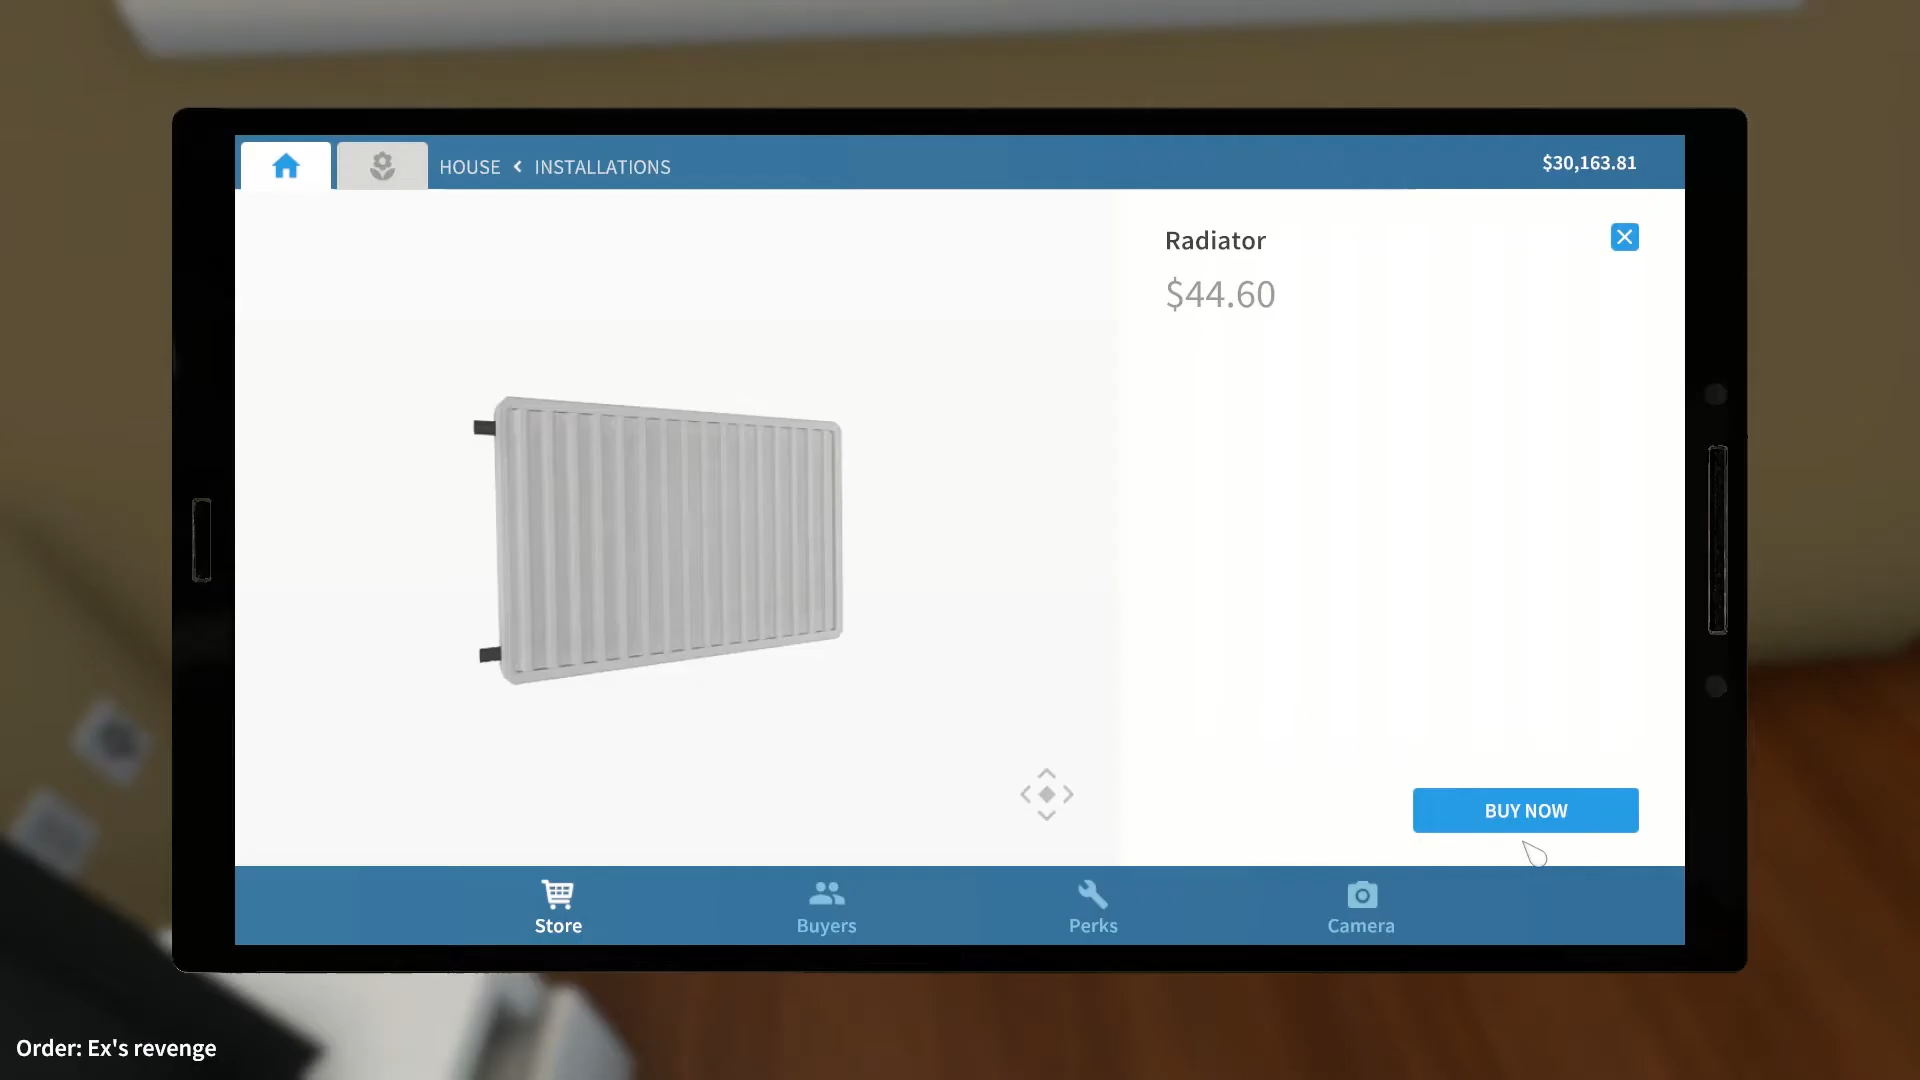 HOUSE < INSTALLATIONS
$30,163.81
Radiator
$44.60
BUY NOW
Store
Buyers
Perks
Camera
Order: Ex's revenge